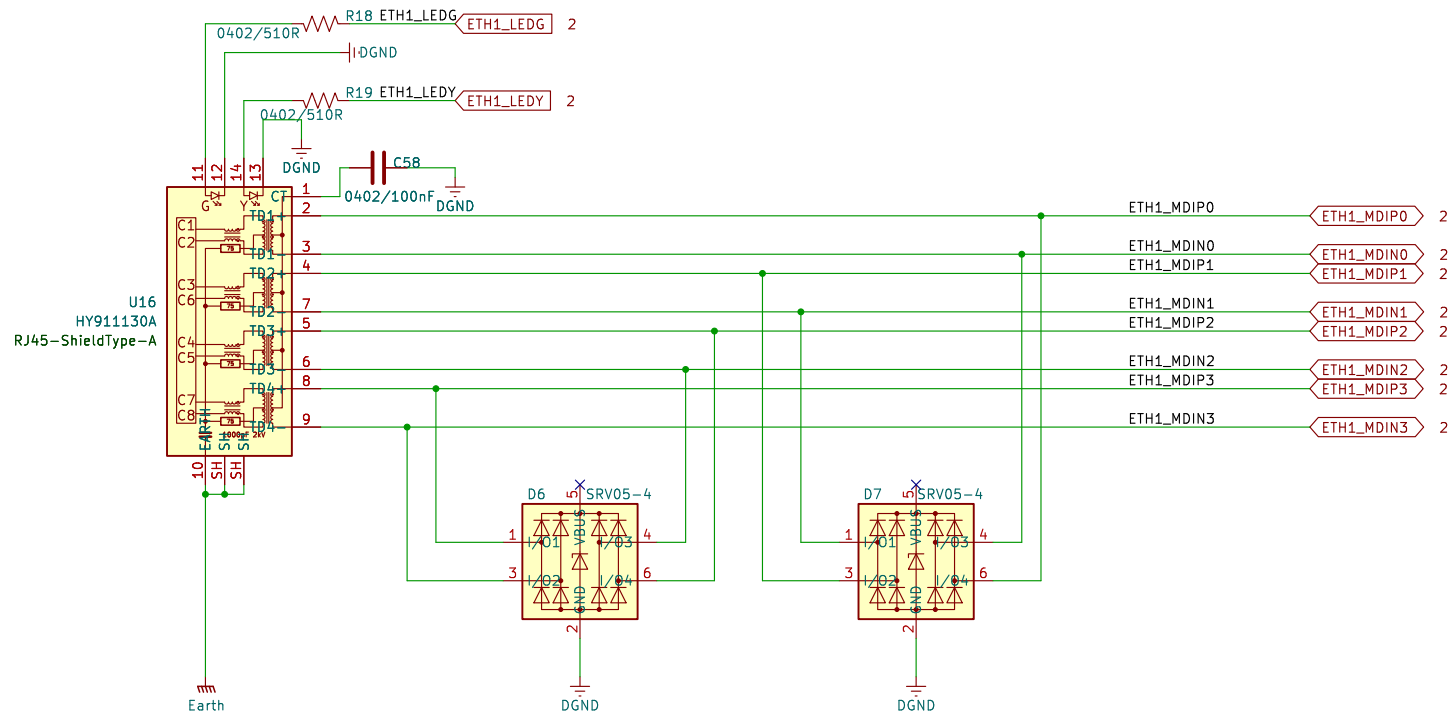 R18 ETH1_LEDG
ETH1_LEDG 2
0402/510R
DGND
R19 ETH1_LEDY
ETH1_LEDY 2
0402/510R
DGND
C58
0402/100nF
DGND
11 12 14 13
G Y
CT 1
TD1+ 2
TD1- 3
TD2+ 4
TD2- 7
TD3+ 5
TD3- 6
TD4+ 8
TD4- 9
C1
C2
75
C3
C6
75
C4
C5
75
C7
C8
75
1000pF 2kV
EARTH SH SH
10 SH SH
U16
HY911130A
RJ45-ShieldType-A
Earth
ETH1_MDIP0 ETH1_MDIP0 2
ETH1_MDIN0 ETH1_MDIN0 2
ETH1_MDIP1 ETH1_MDIP1 2
ETH1_MDIN1 ETH1_MDIN1 2
ETH1_MDIP2 ETH1_MDIP2 2
ETH1_MDIN2 ETH1_MDIN2 2
ETH1_MDIP3 ETH1_MDIP3 2
ETH1_MDIN3 ETH1_MDIN3 2
D6 5 SRV05-4
VBUS
1 I/O1 I/O3 4
3 I/O2 I/O4 6
GND
2
DGND
D7 5 SRV05-4
VBUS
1 I/O1 I/O3 4
3 I/O2 I/O4 6
GND
2
DGND